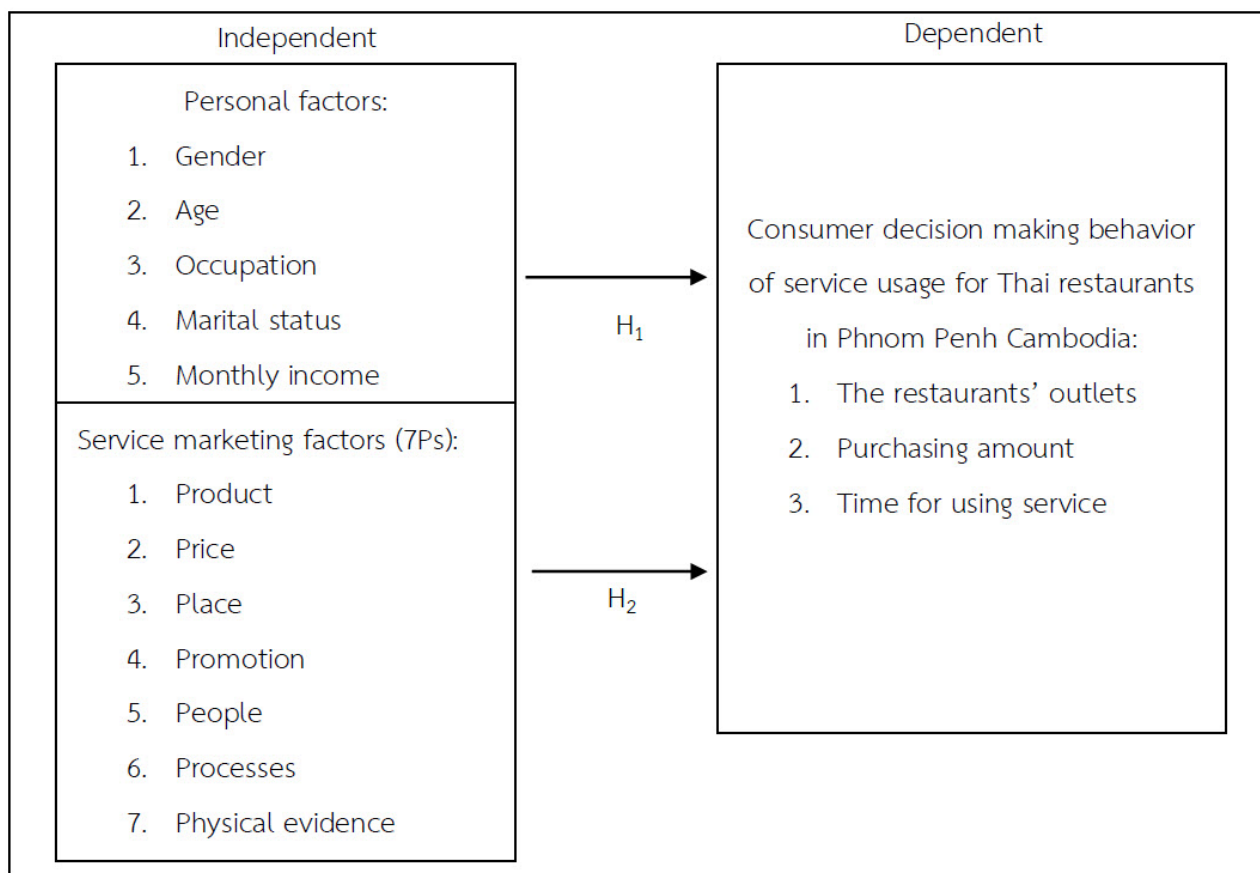 Independent
Personal factors:
1. Gender
2. Age
3. Occupation
4. Marital status
5. Monthly income
Service marketing factors (7Ps):
1. Product
2. Price
3. Place
4. Promotion
5. People
6. Processes
7. Physical evidence
H₁
H₂
Dependent
Consumer decision making behavior
of service usage for Thai restaurants
in Phnom Penh Cambodia:
1. The restaurants’ outlets
2. Purchasing amount
3. Time for using service